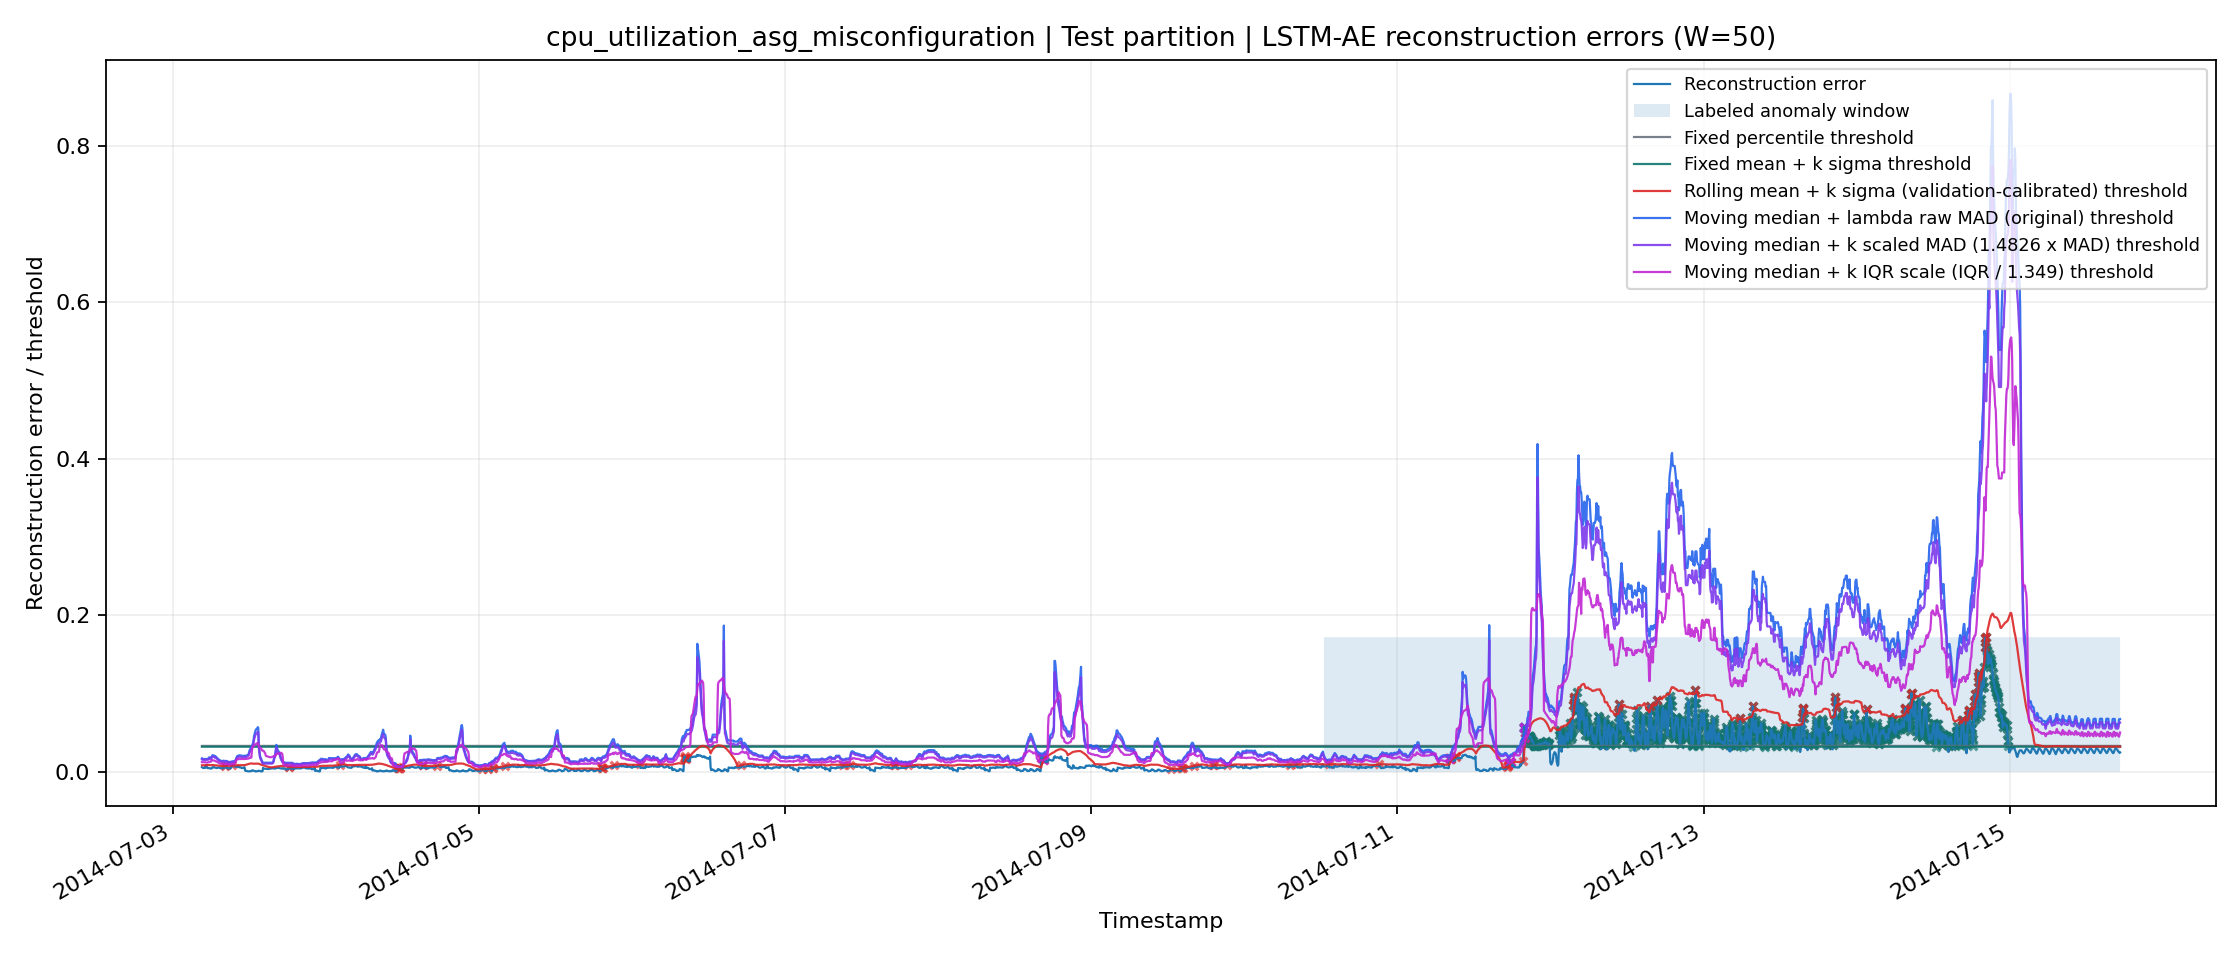 cpu_utilization_asg_misconfiguration | Test partition | LSTM-AE reconstruction errors (W=50)
Reconstruction error
Labeled anomaly window
Fixed percentile threshold
Fixed mean + k sigma threshold
Rolling mean + k sigma (validation-calibrated) threshold
Moving median + lambda raw MAD (original) threshold
Moving median + k scaled MAD (1.4826 x MAD) threshold
Moving median + k IQR scale (IQR / 1.349) threshold
Reconstruction error / threshold
0.8
0.6
0.4
0.2
0.0
2014-07-03
2014-07-05
2014-07-07
2014-07-09
2014-07-11
2014-07-13
2014-07-15
Timestamp